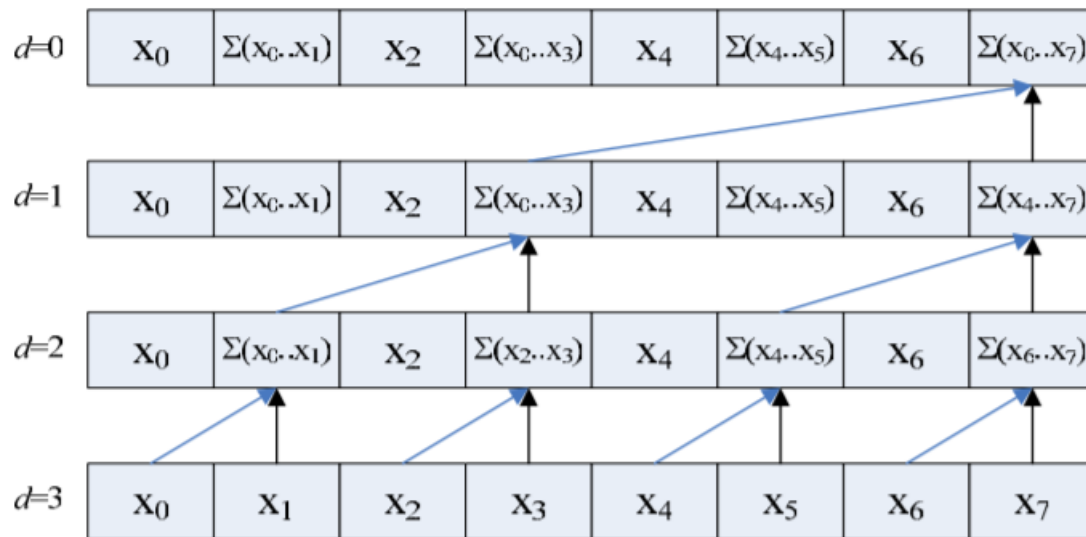 d=0 x₀ Σ(x₀..x₁) x₂ Σ(x₀..x₃) x₄ Σ(x₄..x₅) x₆ Σ(x₀..x₇)
d=1 x₀ Σ(x₀..x₁) x₂ Σ(x₀..x₃) x₄ Σ(x₄..x₅) x₆ Σ(x₄..x₇)
d=2 x₀ Σ(x₀..x₁) x₂ Σ(x₂..x₃) x₄ Σ(x₄..x₅) x₆ Σ(x₆..x₇)
d=3 x₀ x₁ x₂ x₃ x₄ x₅ x₆ x₇